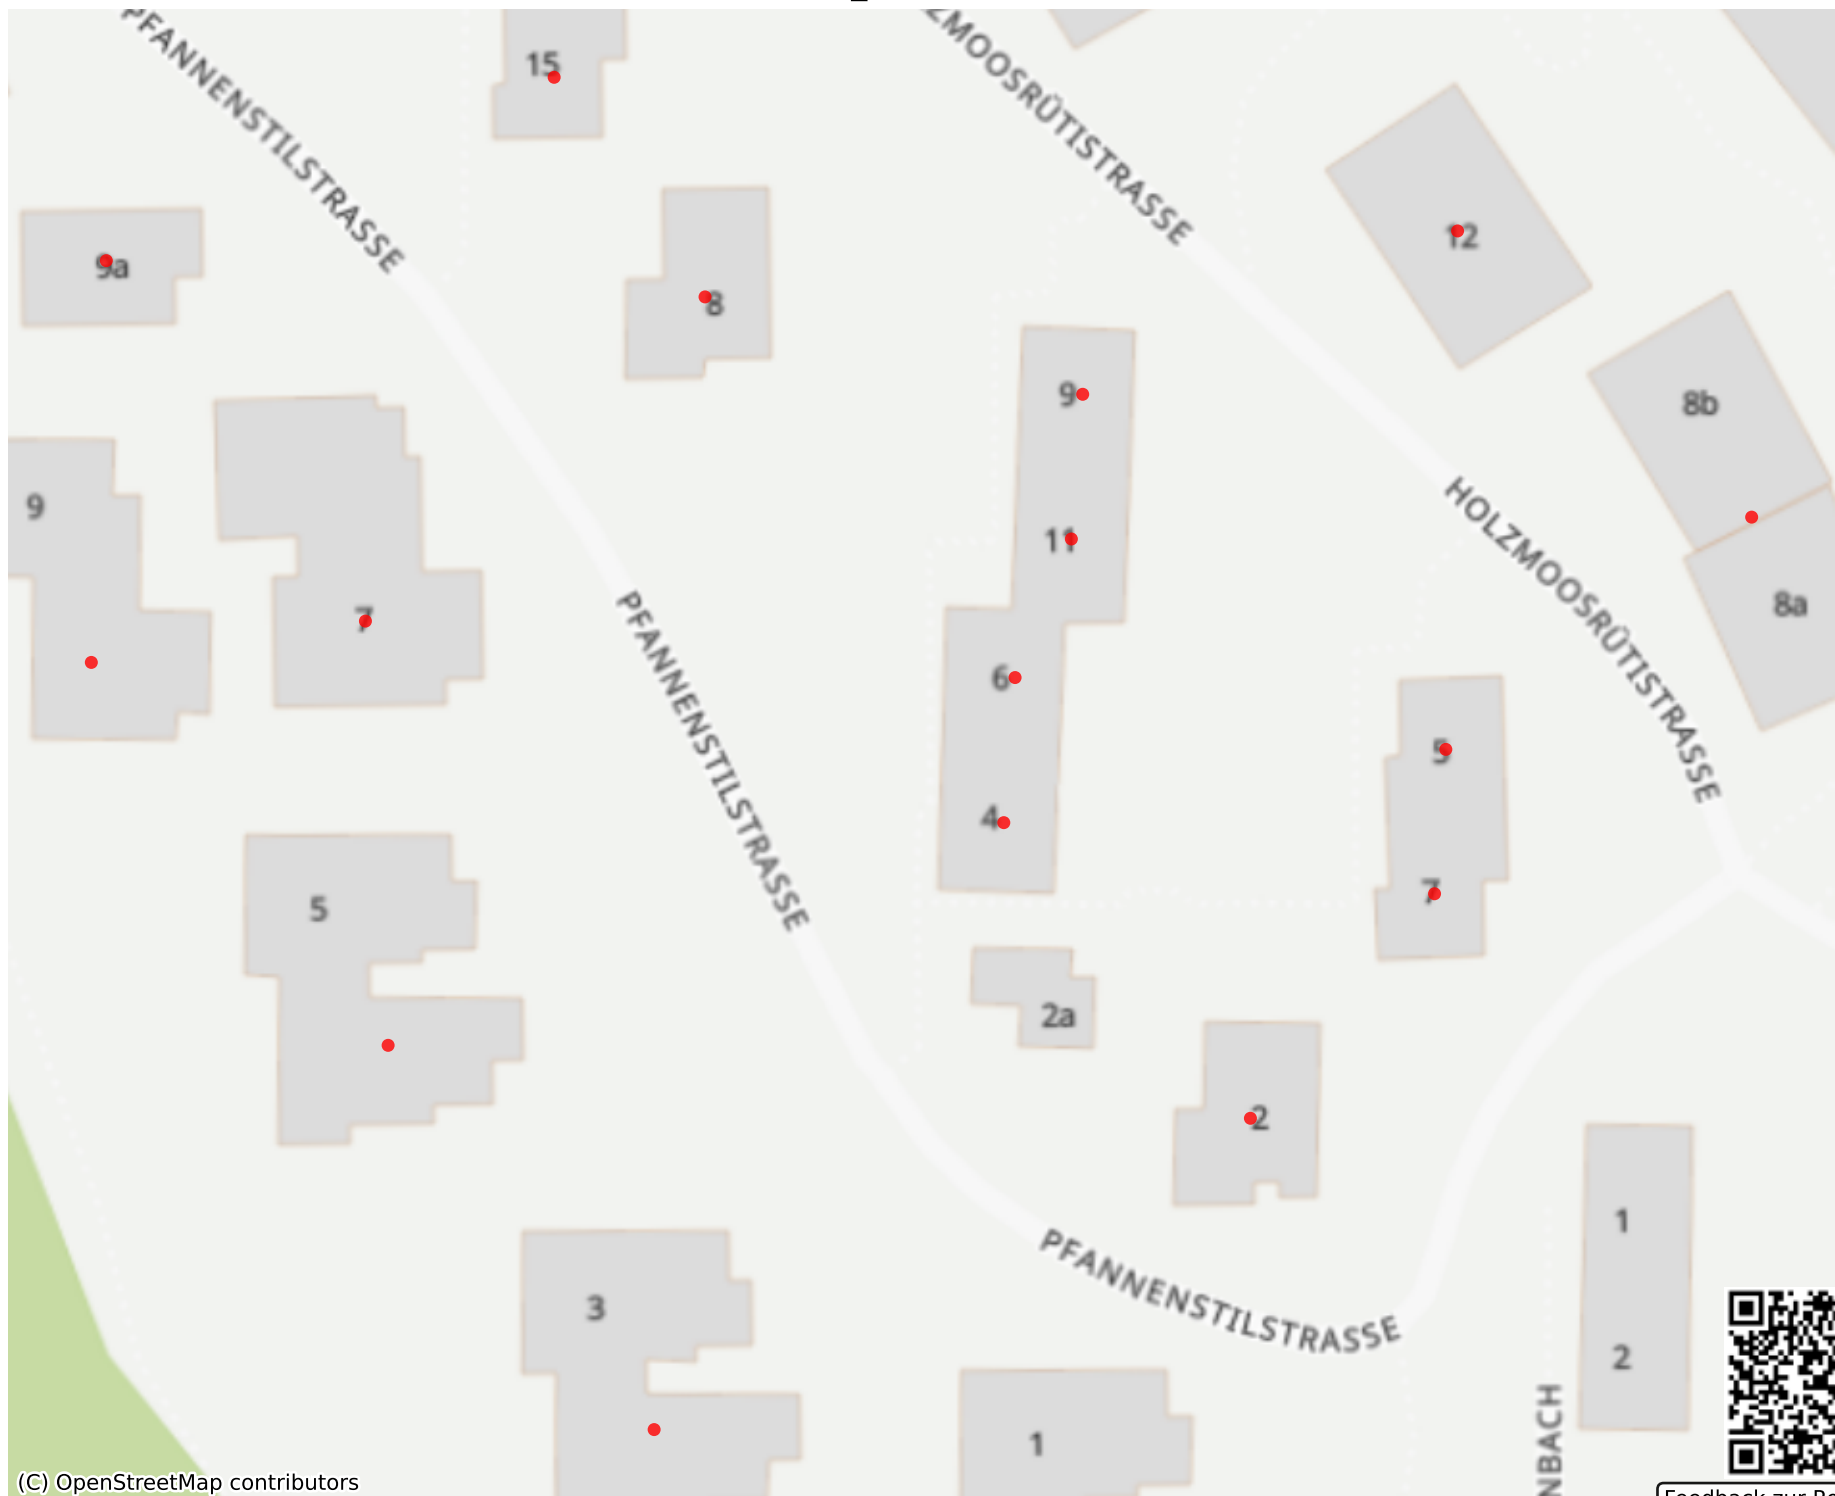 PFANNENSTILSTRASSE
ZMOOSRÜTISTRASSE
15
12
9a
8
9
8b
HOLZMOOSRÜTISTRASSE
9
11
7
8a
PFANNENSTILSTRASSE
6
5
4
7
5
2a
2
1
PFANNENSTILSTRASSE
3
2
1
NBACH
(C) OpenStreetMap contributors